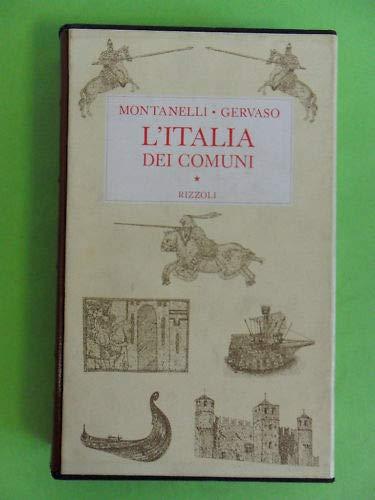 MONTANELLI · GERVASO
L'ITALIA
DEI COMUNI
★
RIZZOLI